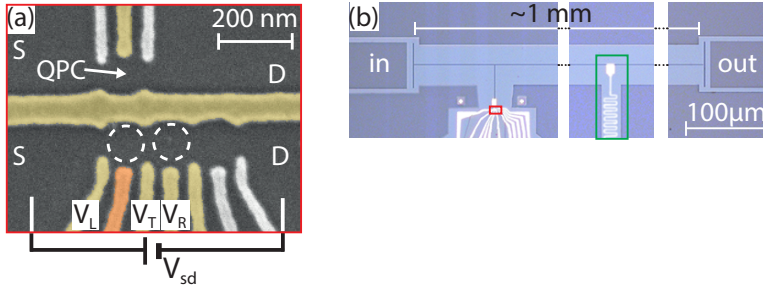 (a)
200 nm
S
QPC
D
S
D
V_L
V_T
V_R
V_sd
(b)
~1 mm
in
out
100μm